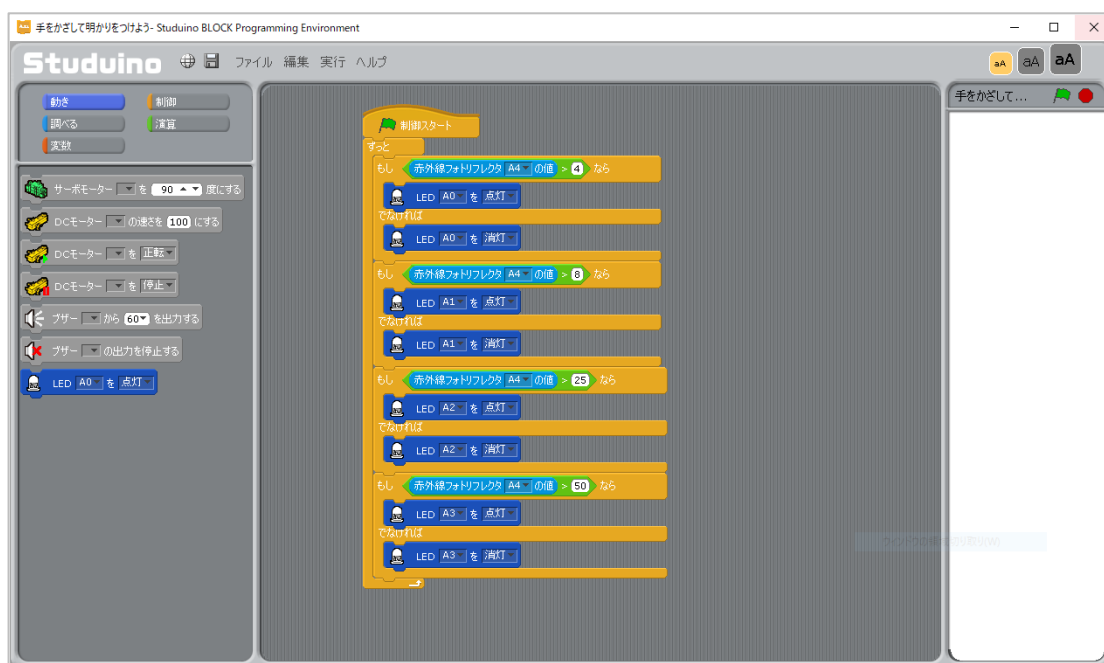 手をかざして明かりをつけよう- Studuino BLOCK Programming Environment
Studuino ファイル 編集 実行 ヘルプ
aA aA aA
動き 制御
調べる 演算
変数
サーボモーター を 90 度にする
DCモーター の速さを 100 にする
DCモーター を 正転
DCモーター を 停止
ブザー から 60 を出力する
ブザー の出力を停止する
LED A0 を 点灯
制御スタート
ずっと
もし 赤外線フォトリフレクタ A4 の値 > 4 なら
LED A0 を 点灯
でなければ
LED A0 を 消灯
もし 赤外線フォトリフレクタ A4 の値 > 8 なら
LED A1 を 点灯
でなければ
LED A1 を 消灯
もし 赤外線フォトリフレクタ A4 の値 > 25 なら
LED A2 を 点灯
でなければ
LED A2 を 消灯
もし 赤外線フォトリフレクタ A4 の値 > 50 なら
LED A3 を 点灯
でなければ
LED A3 を 消灯
手をかざして...